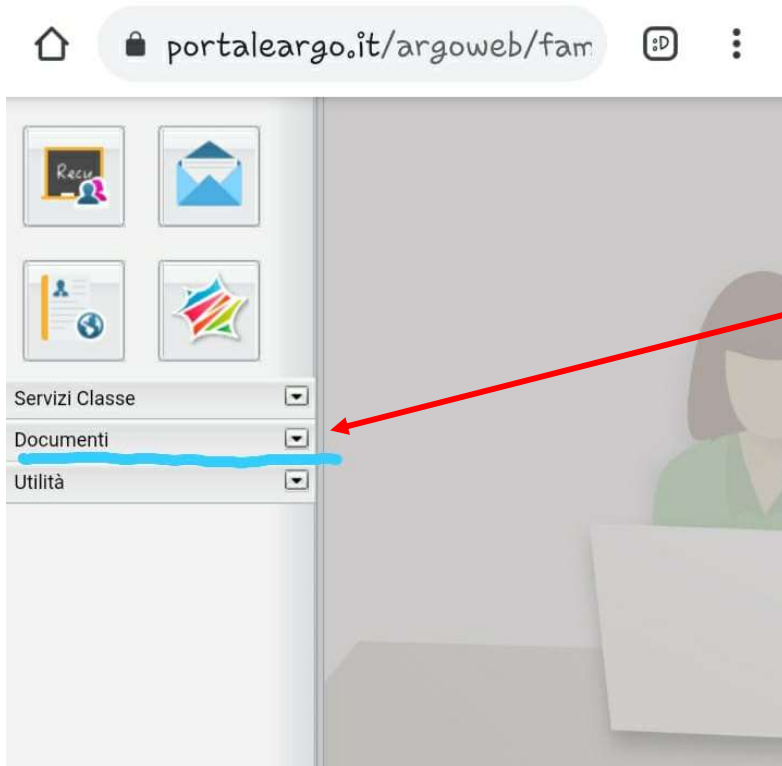 portaleargo.it/argoweb/fam
:D
Recu
Servizi Classe
Documenti
Utilità